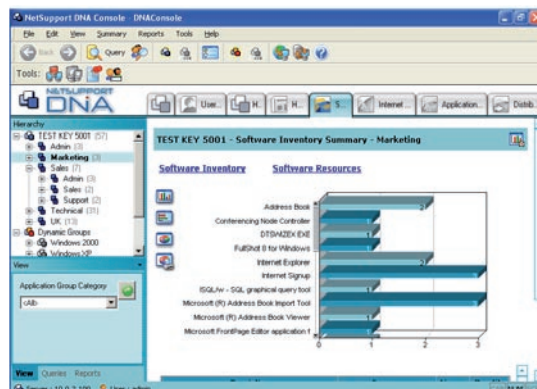 NetSupport DNA Console - DNAConsole
File Edit View Summary Reports Tools Help
Back Query
Tools:
NETSUPPORT
DNA
User... H... H... S... Internet ... Application... Distrib...
Hierarchy
TEST KEY 5001 (57)
Admin (3)
Marketing (3)
Sales (7)
Admin (3)
Sales (2)
Support (2)
Technical (31)
UK (13)
Dynamic Groups
Windows 2000
Windows XP
View
Application Group Category
<All>
View Queries Reports
TEST KEY 5001 - Software Inventory Summary - Marketing
Software Inventory Software Resources
Address Book 2
Conferencing Node Controller 1
DTSWIZEX EXE 1
FullShot 8 for Windows 1
Internet Explorer 2
Internet Signup 3
ISQL/w - SQL graphical query tool 1
Microsoft (R) Address Book Import Tool 3
Microsoft (R) Address Book Viewer 1
Microsoft FrontPage Editor application f 1
0 1 2 3